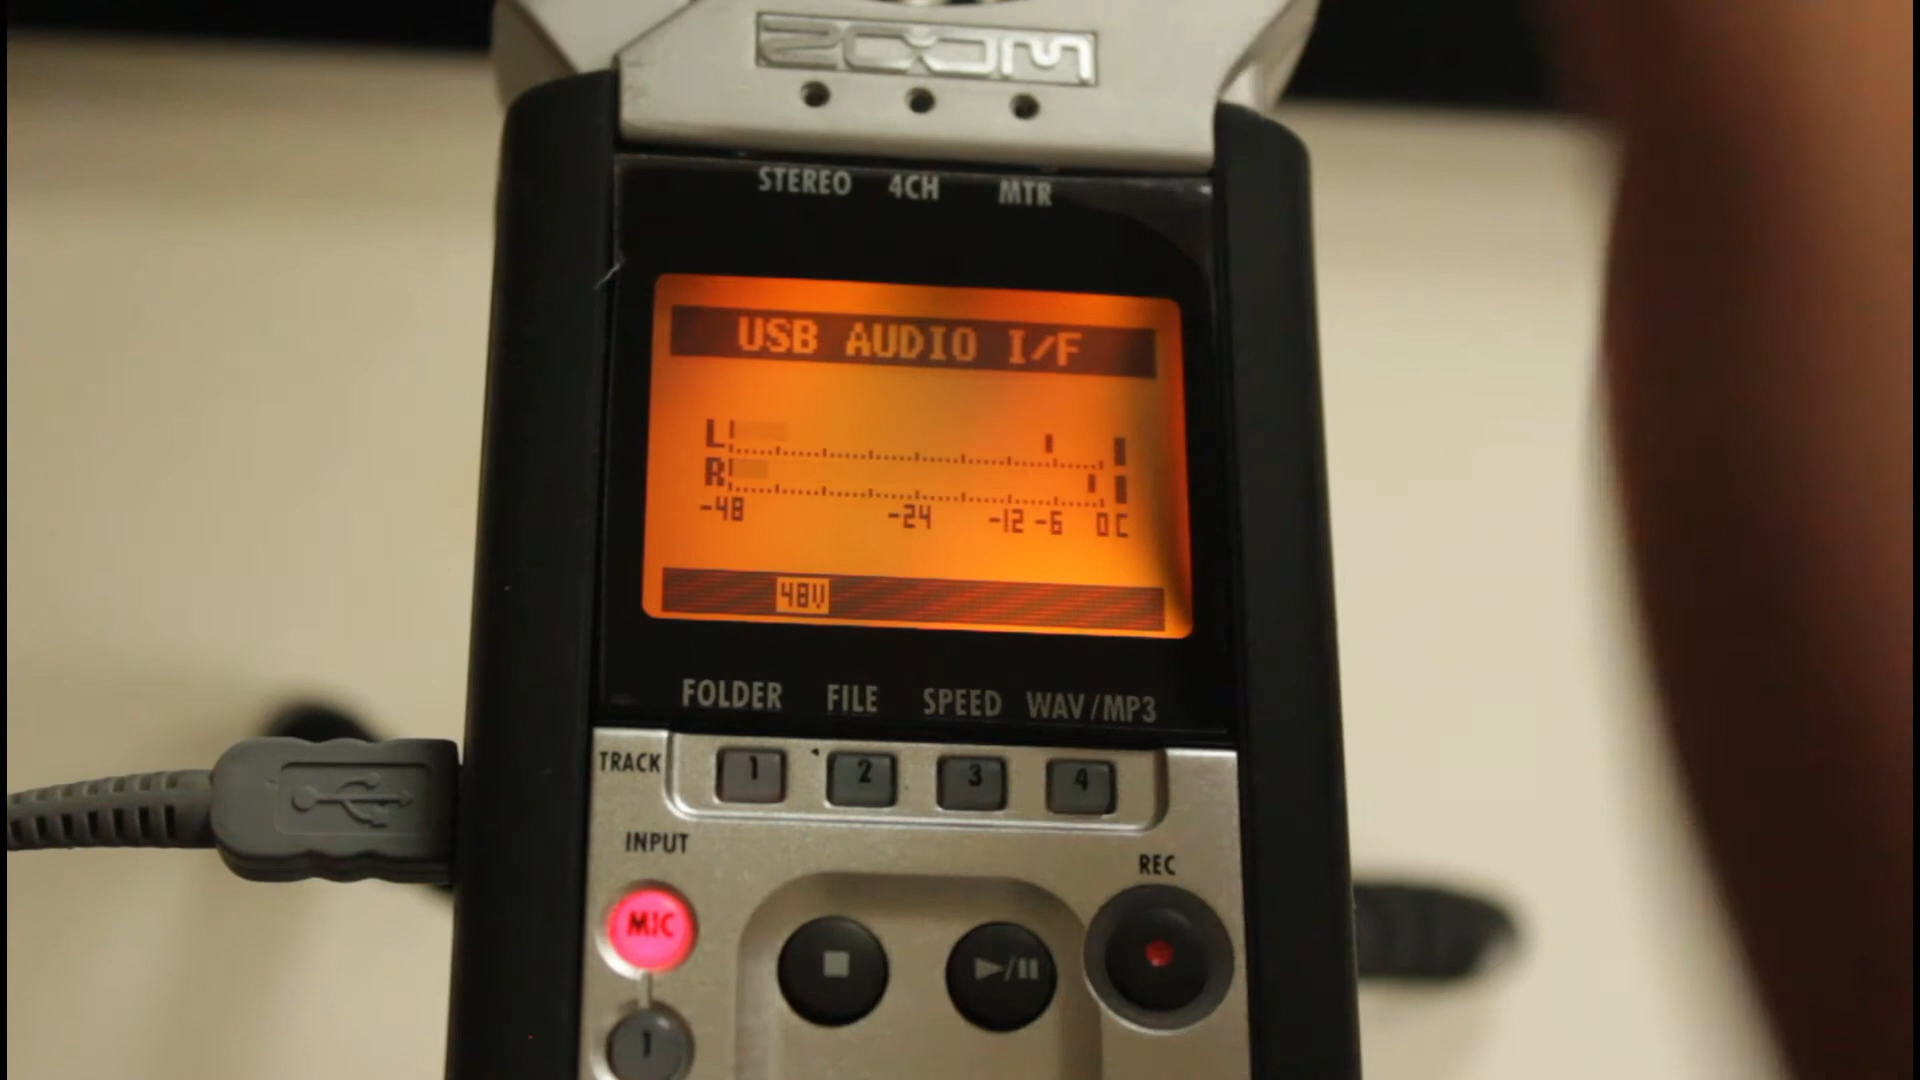 ZOOM
STEREO 4CH MTR
USB AUDIO I/F
L
R
-48 -24 -12 -6 0 C
48V
FOLDER FILE SPEED WAV/MP3
TRACK 1 2 3 4
INPUT
REC
MIC
1